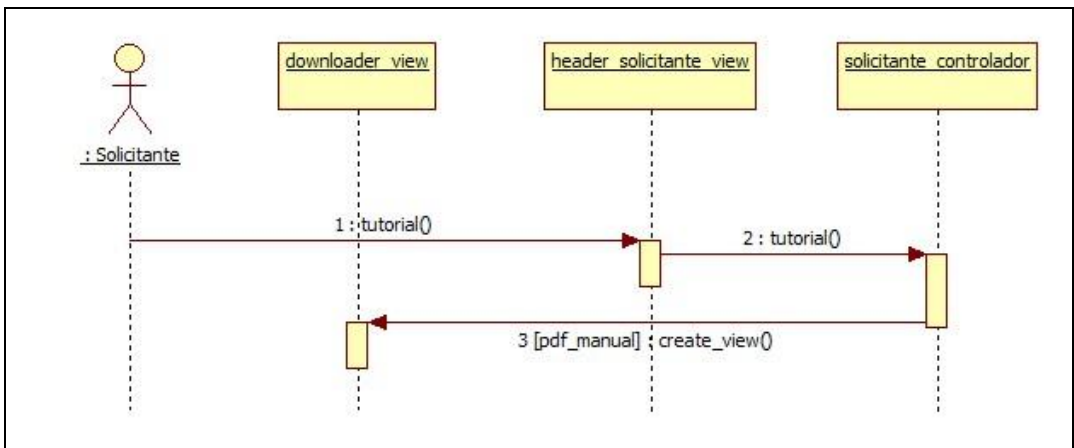 downloader_view
header_solicitante_view
solicitante_controlador
: Solicitante
1 : tutorial()
2 : tutorial()
3 [pdf_manual] : create_view()